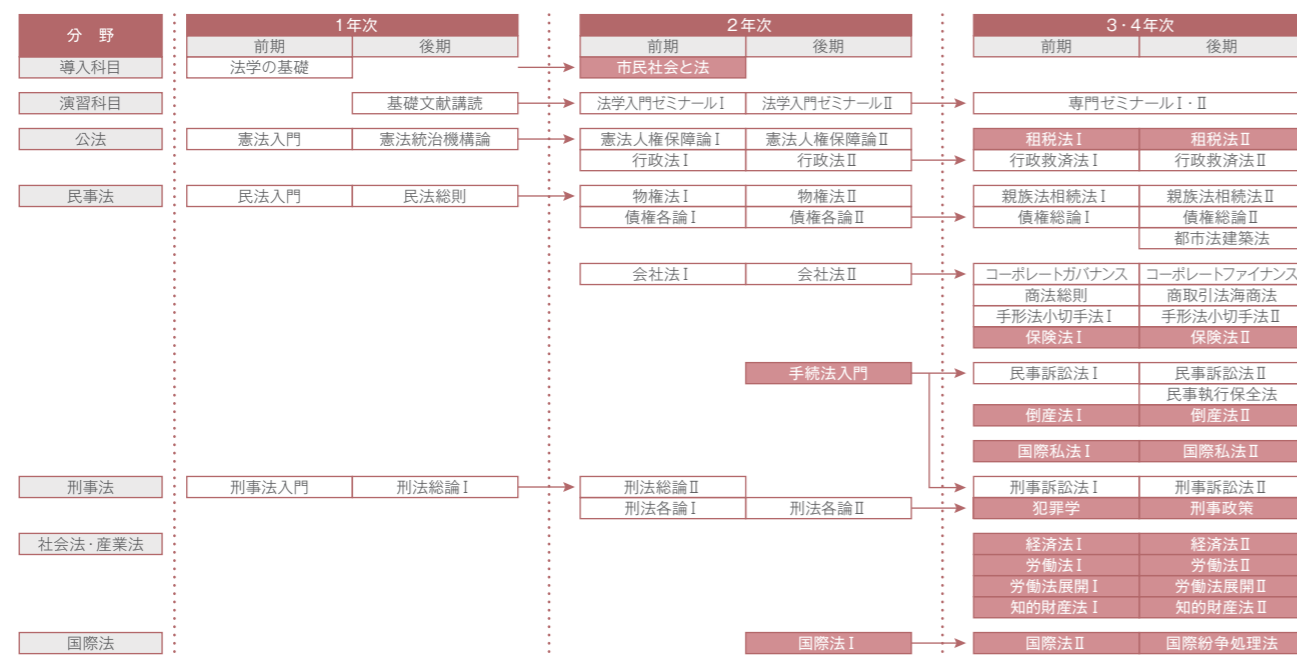 分 野 1年次 2年次 3・4年次
前期 後期 前期 後期 前期 後期
導入科目 法学の基礎 市民社会と法
演習科目 基礎文献講読 法学入門ゼミナールⅠ 法学入門ゼミナールⅡ 専門ゼミナールⅠ・Ⅱ
公法 憲法入門 憲法統治機構論 憲法人権保障論Ⅰ 憲法人権保障論Ⅱ 租税法Ⅰ 租税法Ⅱ
行政法Ⅰ 行政法Ⅱ 行政救済法Ⅰ 行政救済法Ⅱ
民事法 民法入門 民法総則 物権法Ⅰ 物権法Ⅱ 親族法相続法Ⅰ 親族法相続法Ⅱ
債権各論Ⅰ 債権各論Ⅱ 債権総論Ⅰ 債権総論Ⅱ
都市法建築法
会社法Ⅰ 会社法Ⅱ コーポレートガバナンス コーポレートファイナンス
商法総則 商取引法海商法
手形法小切手法Ⅰ 手形法小切手法Ⅱ
保険法Ⅰ 保険法Ⅱ
手続法入門 民事訴訟法Ⅰ 民事訴訟法Ⅱ
民事執行保全法
倒産法Ⅰ 倒産法Ⅱ
国際私法Ⅰ 国際私法Ⅱ
刑事法 刑事法入門 刑法総論Ⅰ 刑法総論Ⅱ 刑事訴訟法Ⅰ 刑事訴訟法Ⅱ
刑法各論Ⅰ 刑法各論Ⅱ 犯罪学 刑事政策
社会法・産業法 経済法Ⅰ 経済法Ⅱ
労働法Ⅰ 労働法Ⅱ
労働法展開Ⅰ 労働法展開Ⅱ
知的財産法Ⅰ 知的財産法Ⅱ
国際法 国際法Ⅰ 国際法Ⅱ 国際紛争処理法